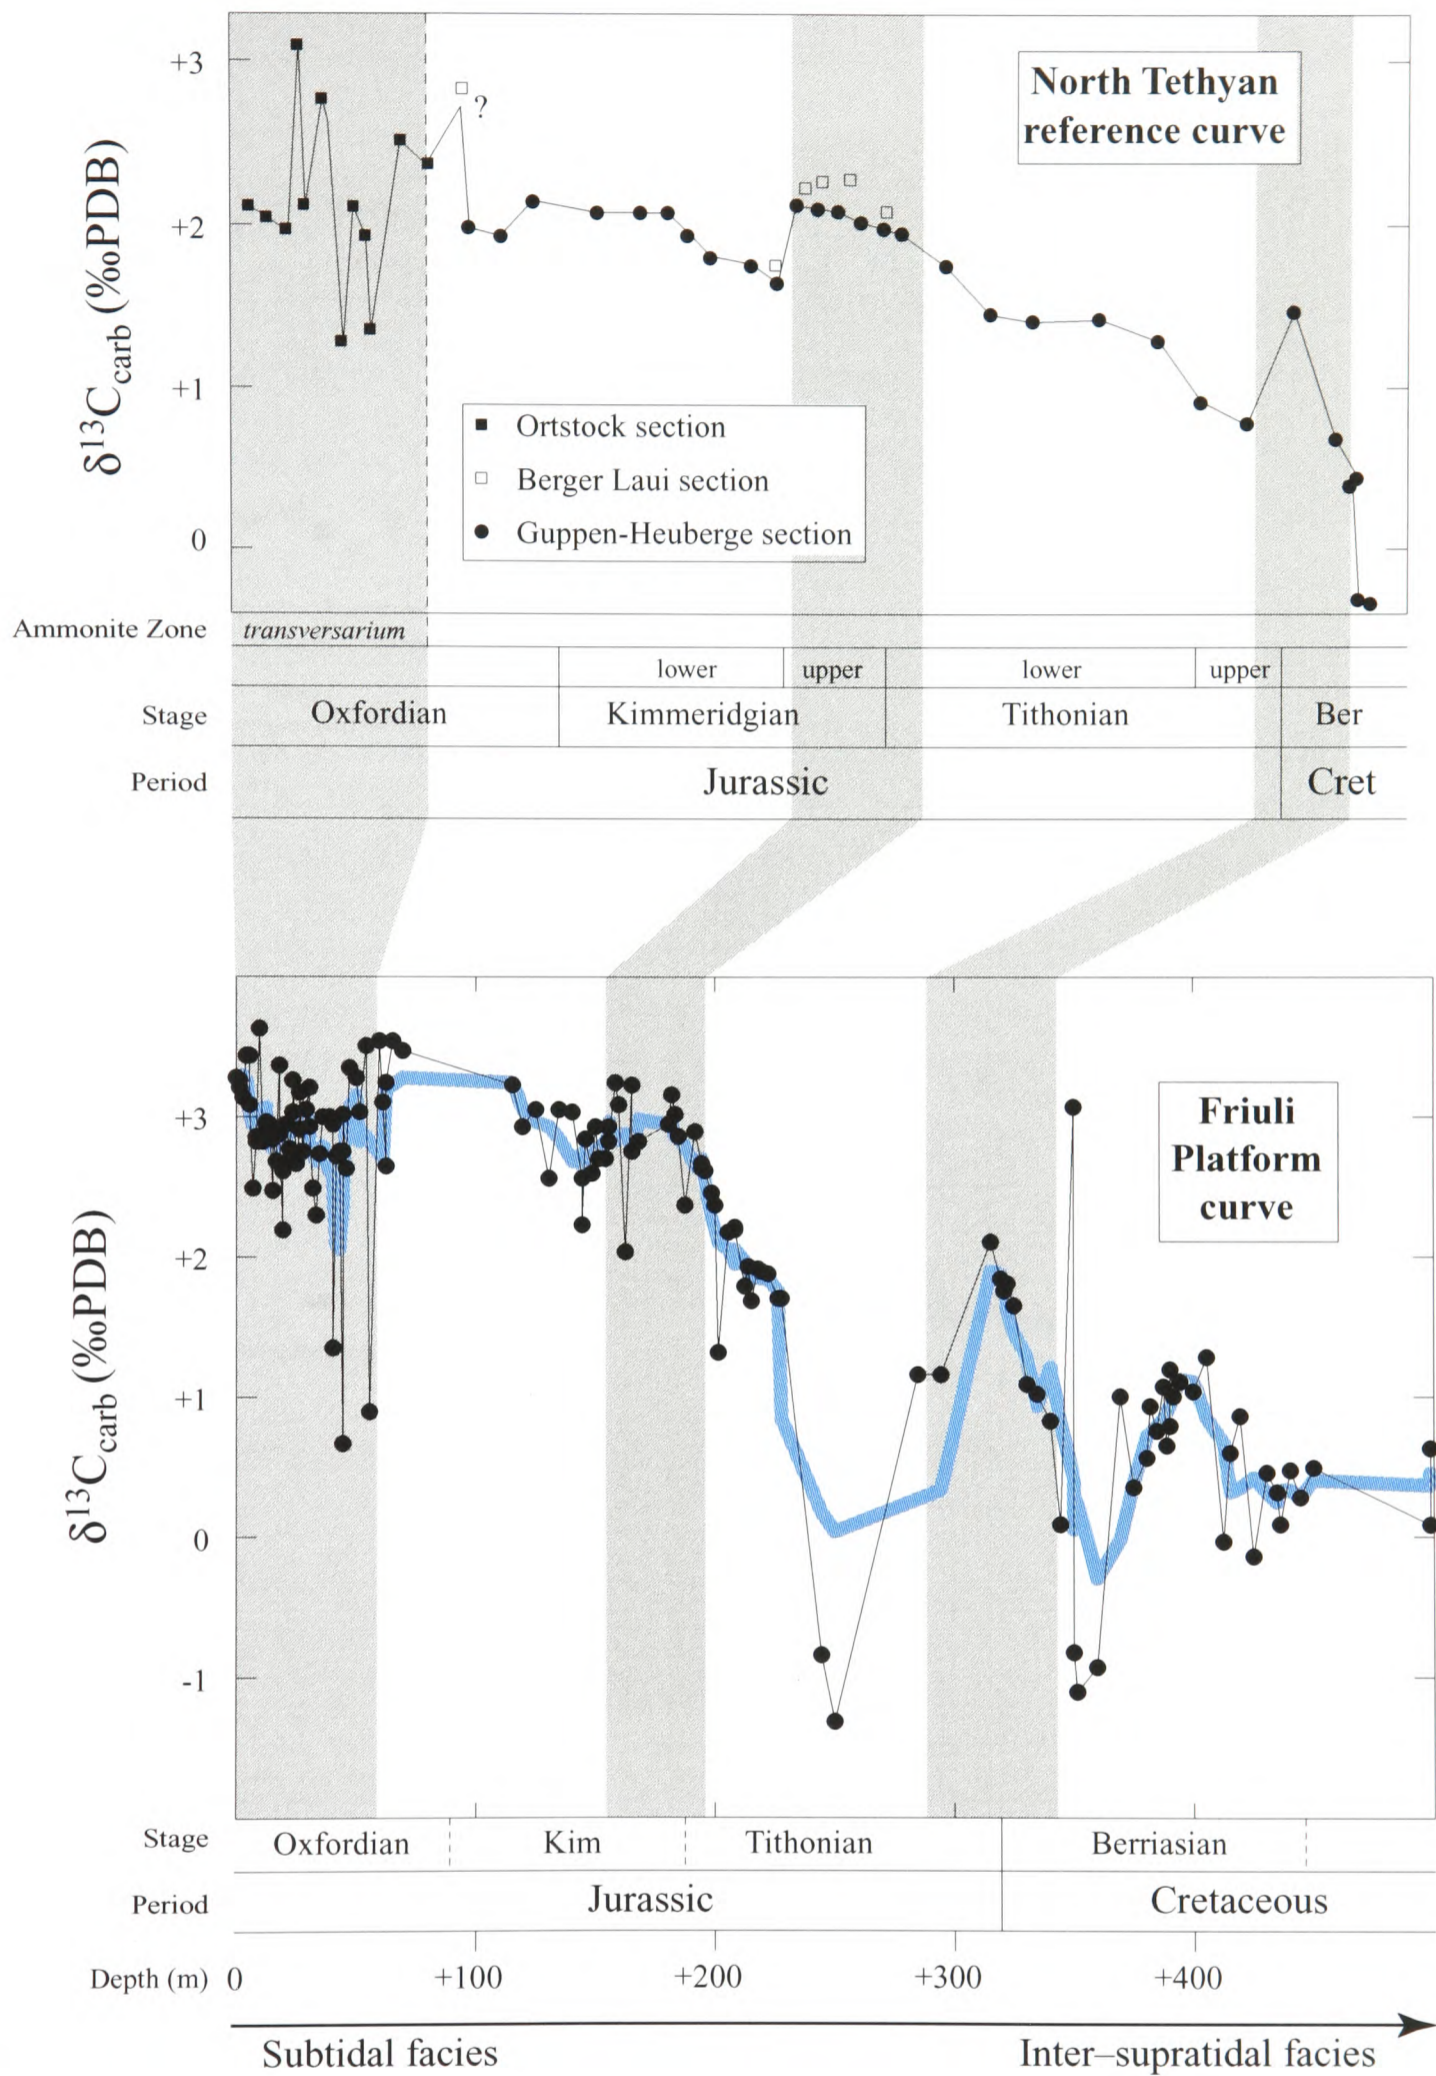 +3
+2
+1
0
δ13Ccarb (‰PDB)
North Tethyan
reference curve
?
Ortstock section
Berger Laui section
Guppen-Heuberge section
Ammonite Zone transversarium
lower upper lower upper
Stage Oxfordian Kimmeridgian Tithonian Ber
Period Jurassic Cret
+3
+2
+1
0
-1
δ13Ccarb (‰PDB)
Friuli
Platform
curve
Stage Oxfordian Kim Tithonian Berriasian
Period Jurassic Cretaceous
Depth (m) 0 +100 +200 +300 +400
Subtidal facies Inter–supratidal facies